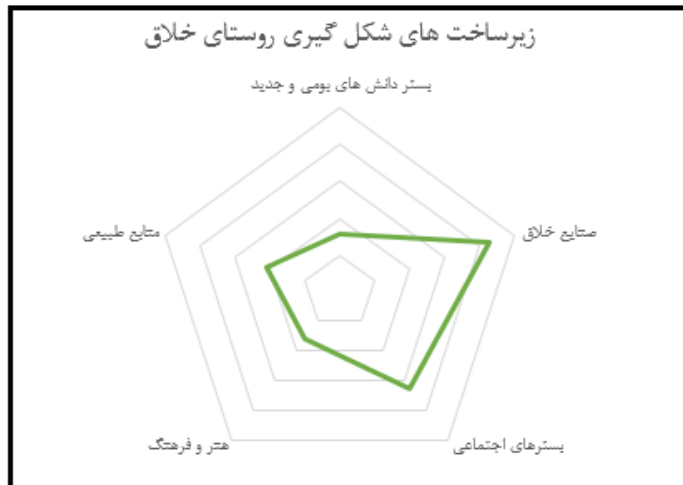 زیرساخت های شکل گیری روستای خلاق
بستر دانش های بومی و جدید
صنایع خلاق
منابع طبیعی
بسترهای اجتماعی
هنر و فرهنگ